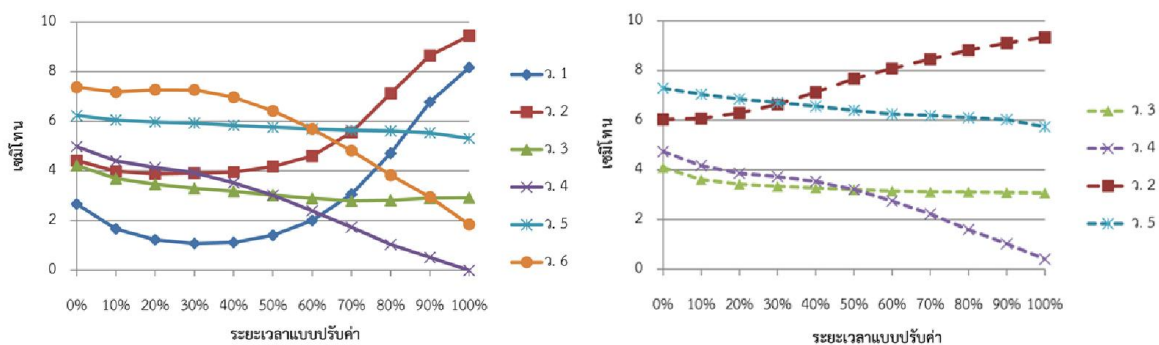 10
8
6
4
2
0
เซมิโทน
0% 10% 20% 30% 40% 50% 60% 70% 80% 90% 100%
ระยะเวลาแบบปรับค่า
ว. 1
ว. 2
ว. 3
ว. 4
ว. 5
ว. 6
10
8
6
4
2
0
เซมิโทน
0% 10% 20% 30% 40% 50% 60% 70% 80% 90% 100%
ระยะเวลาแบบปรับค่า
ว. 3
ว. 4
ว. 2
ว. 5